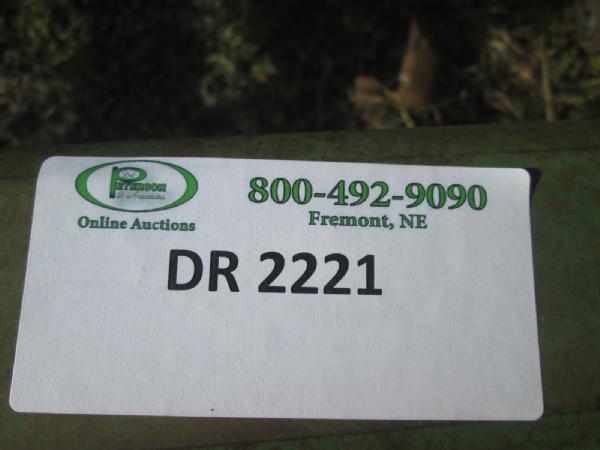 PETERSON
Online Auctions
800-492-9090
Fremont, NE
DR 2221